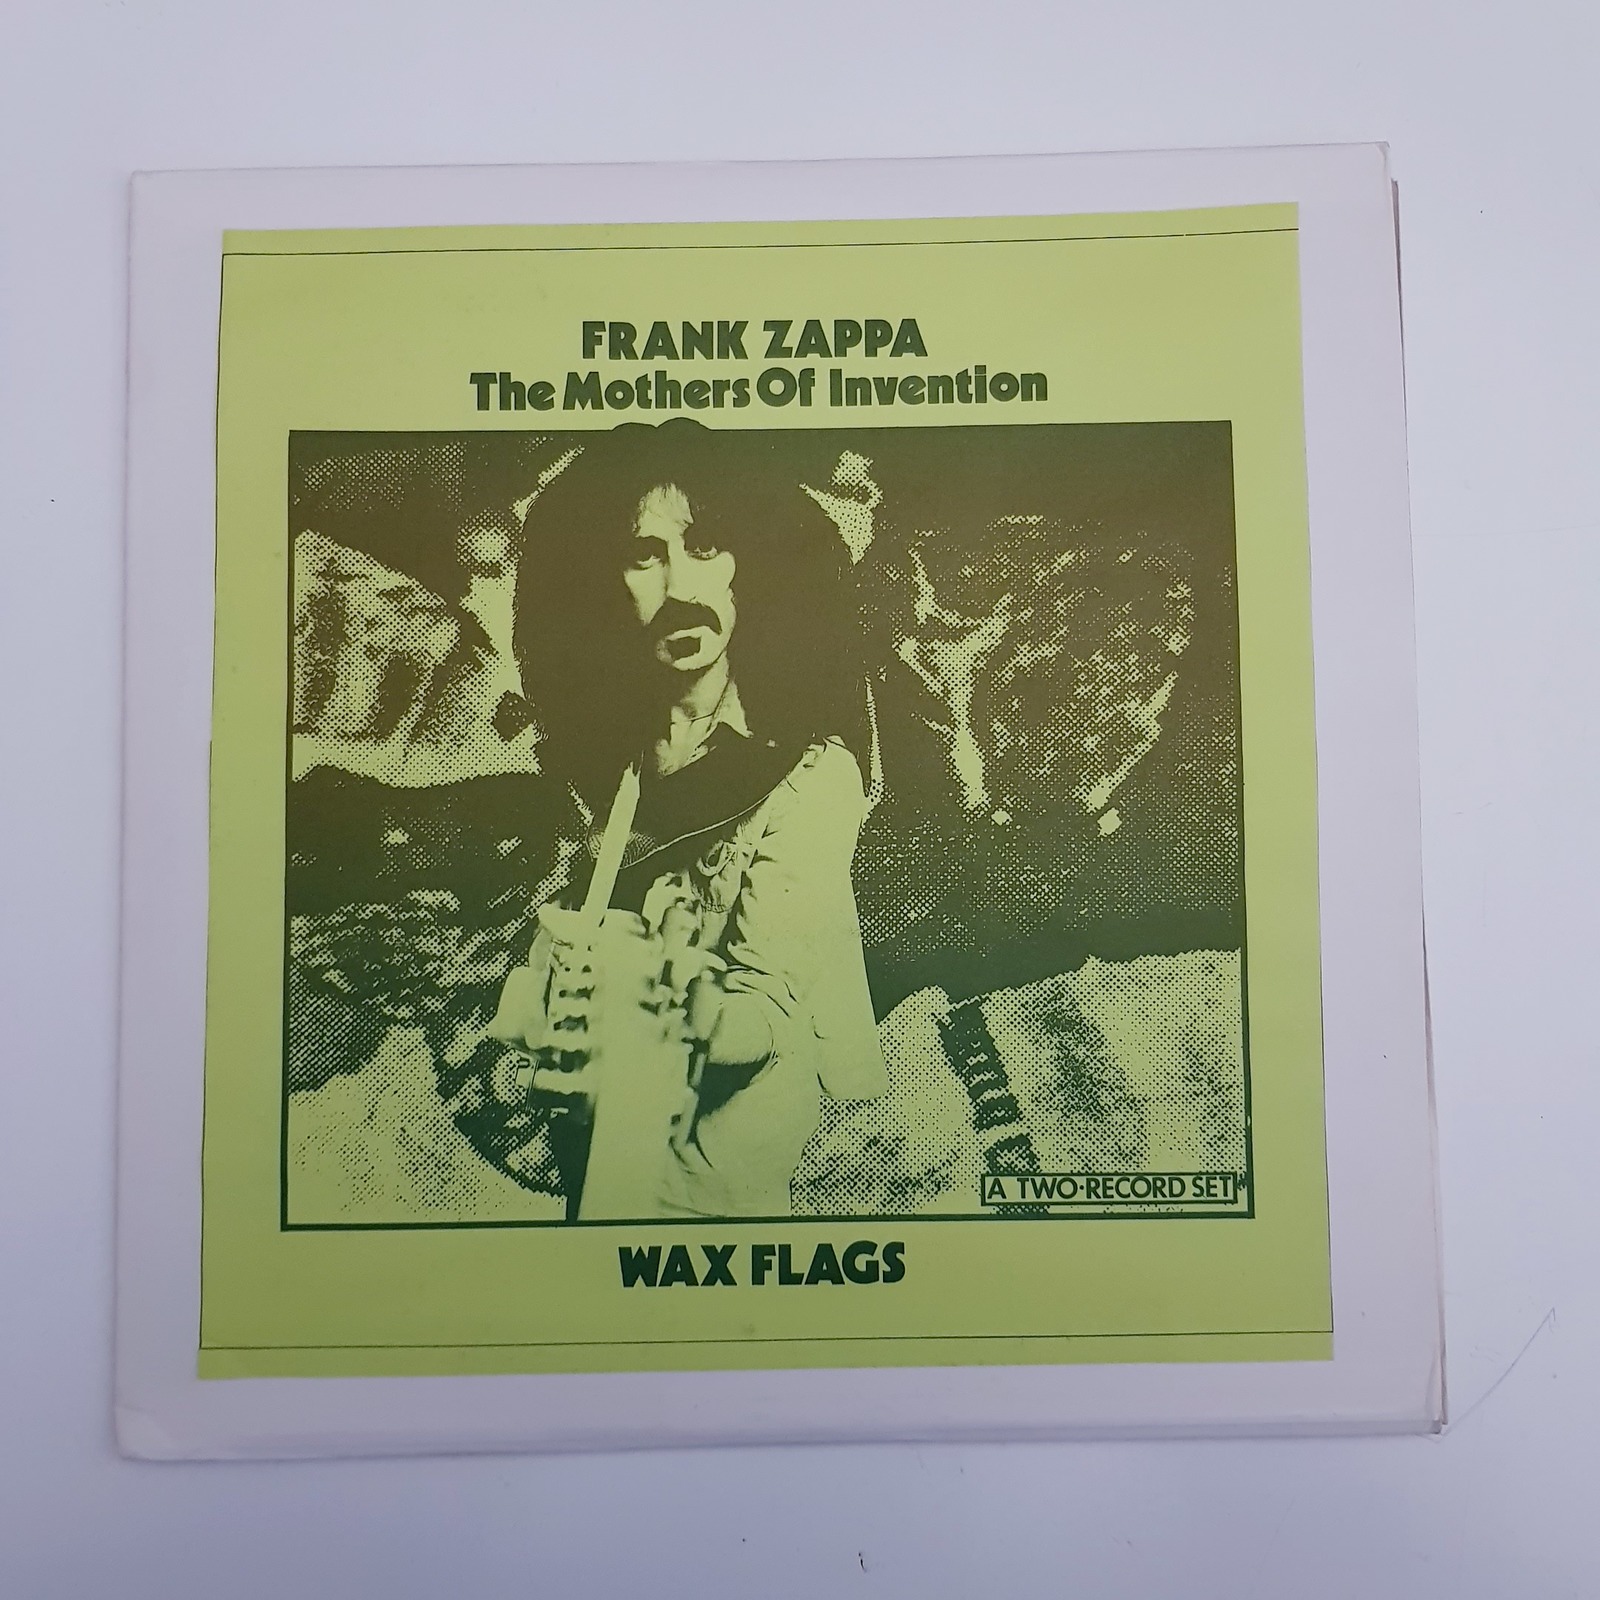 FRANK ZAPPA
The Mothers Of Invention
A TWO·RECORD SET
WAX FLAGS